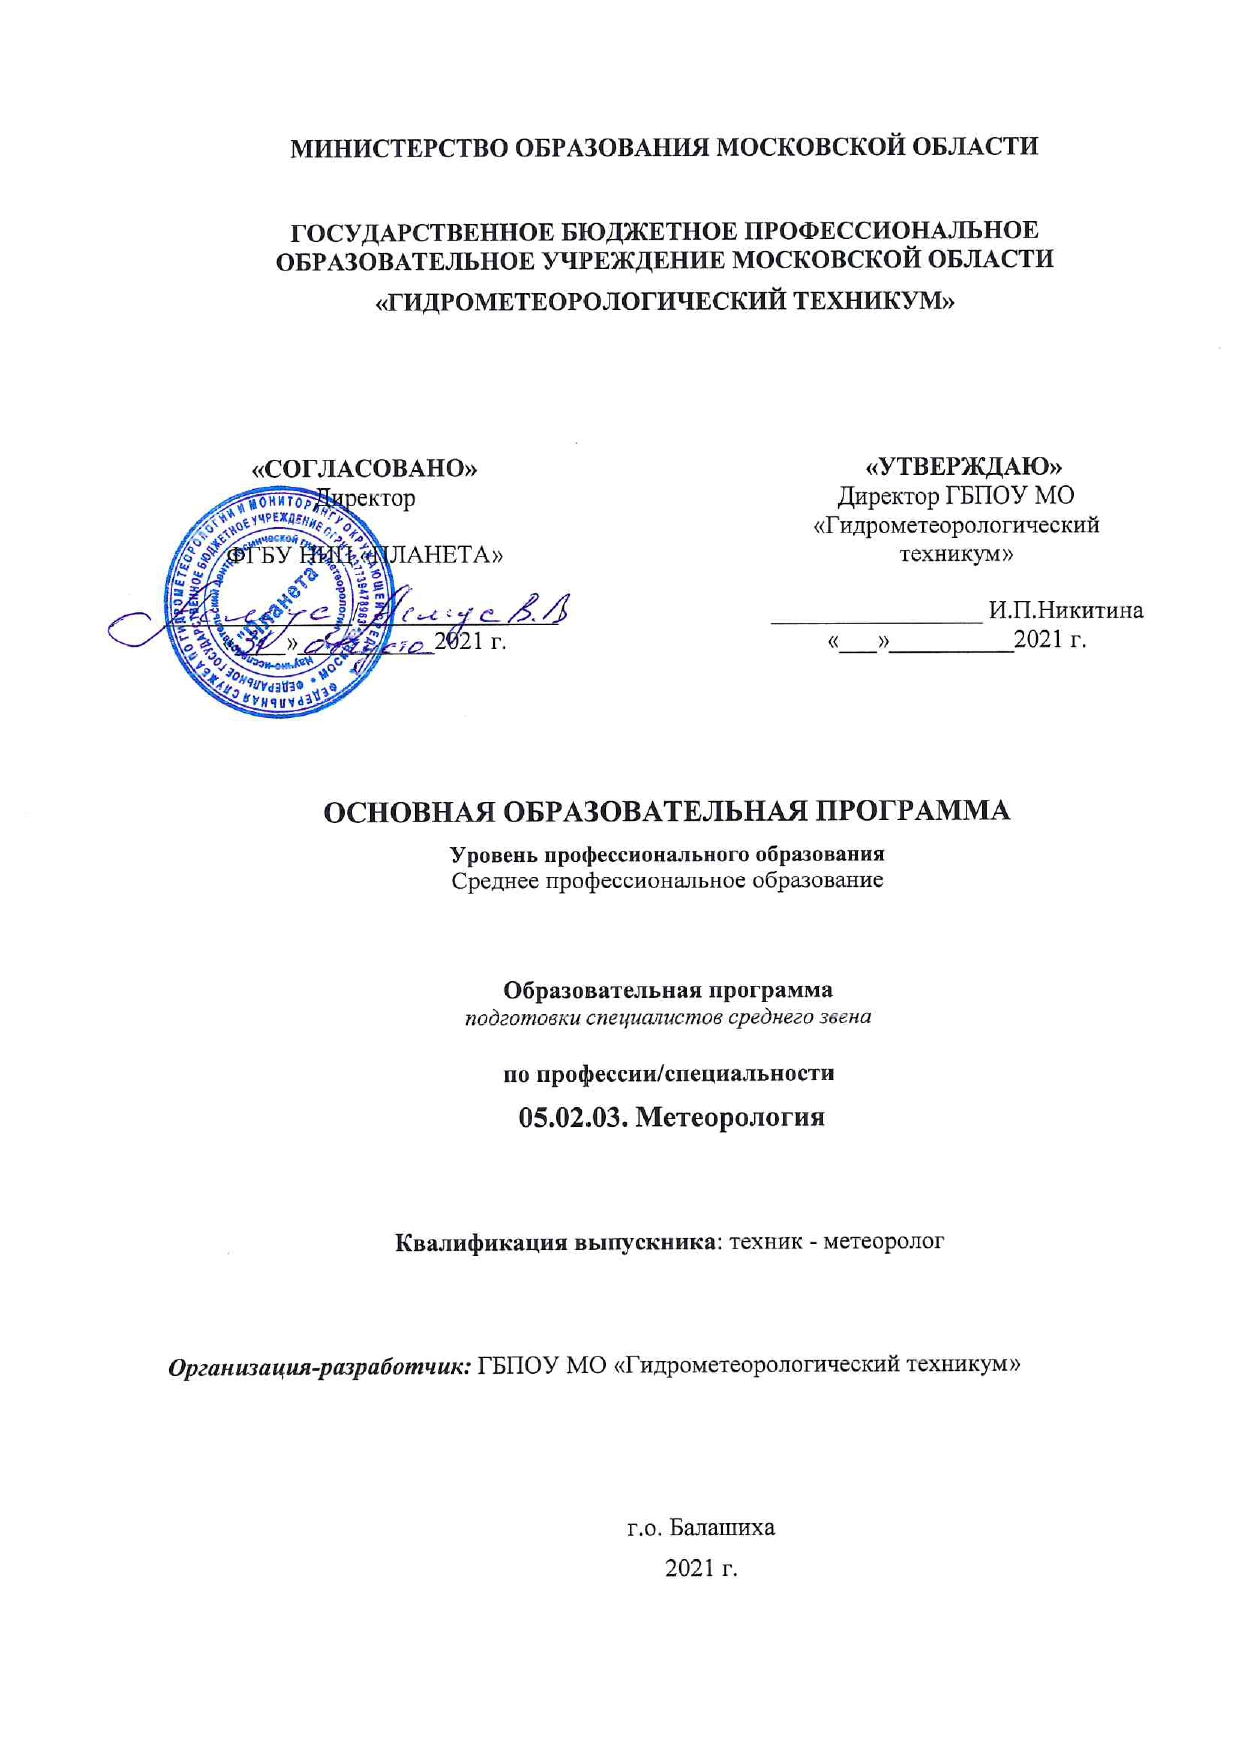 МИНИСТЕРСТВО ОБРАЗОВАНИЯ МОСКОВСКОЙ ОБЛАСТИ
ГОСУДАРСТВЕННОЕ БЮДЖЕТНОЕ ПРОФЕССИОНАЛЬНОЕ
ОБРАЗОВАТЕЛЬНОЕ УЧРЕЖДЕНИЕ МОСКОВСКОЙ ОБЛАСТИ
«ГИДРОМЕТЕОРОЛОГИЧЕСКИЙ ТЕХНИКУМ»
«СОГЛАСОВАНО»
Директор
ФГБУ НИЦ «ПЛАНЕТА»
В.В
»____________2021 г.
"Планета"
«УТВЕРЖДАЮ»
Директор ГБПОУ МО
«Гидрометеорологический
техникум»
_________________ И.П.Никитина
«___»__________2021 г.
ОСНОВНАЯ ОБРАЗОВАТЕЛЬНАЯ ПРОГРАММА
Уровень профессионального образования
Среднее профессиональное образование
Образовательная программа
подготовки специалистов среднего звена
по профессии/специальности
05.02.03. Метеорология
Квалификация выпускника: техник - метеоролог
Организация-разработчик: ГБПОУ МО «Гидрометеорологический техникум»
г.о. Балашиха
2021 г.